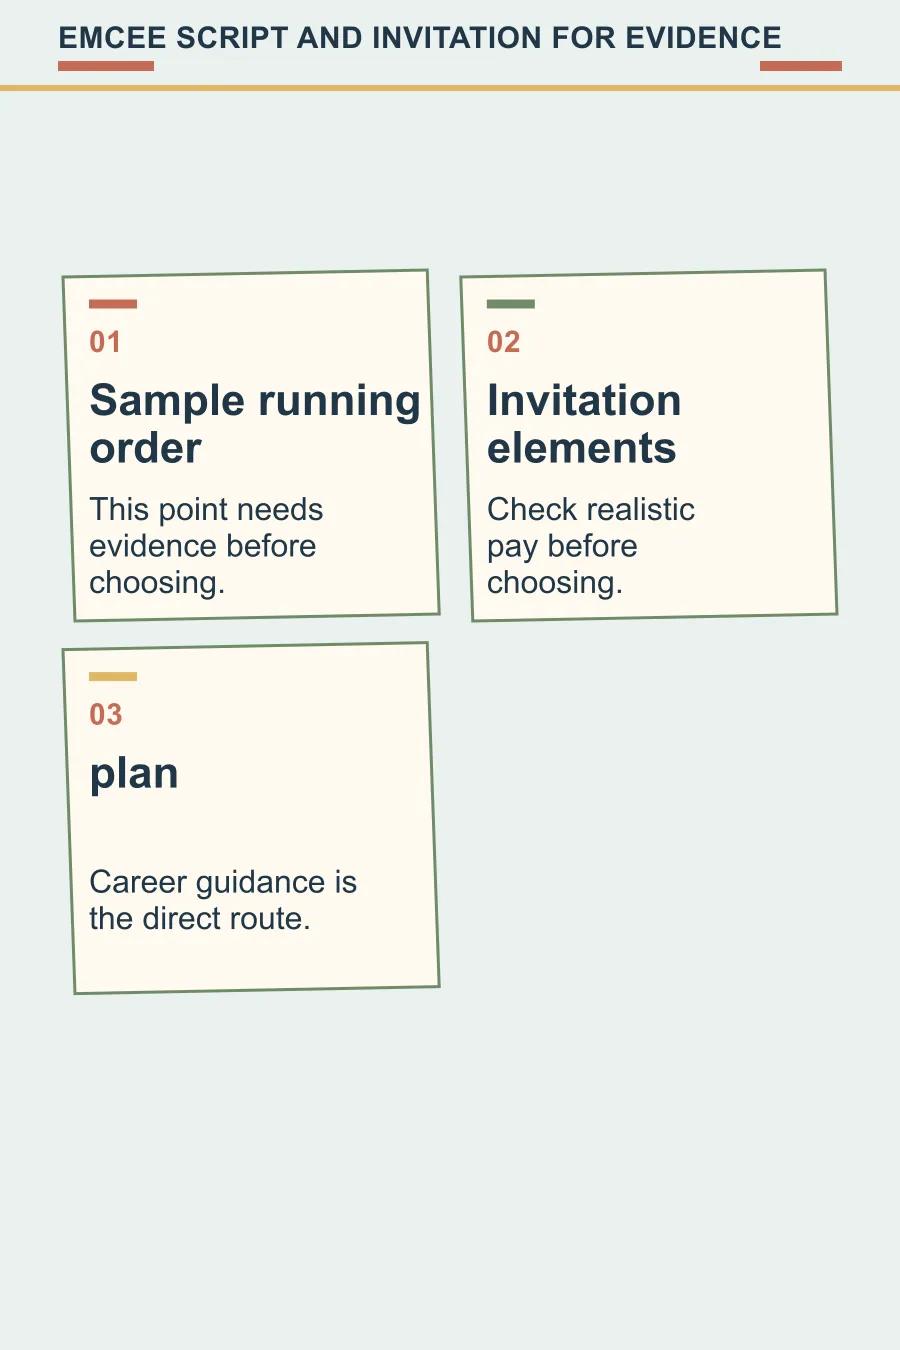 EMCEE SCRIPT AND INVITATION FOR EVIDENCE
01
Sample running
order
This point needs
evidence before
choosing.
02
Invitation
elements
Check realistic
pay before
choosing.
03
plan
Career guidance is
the direct route.